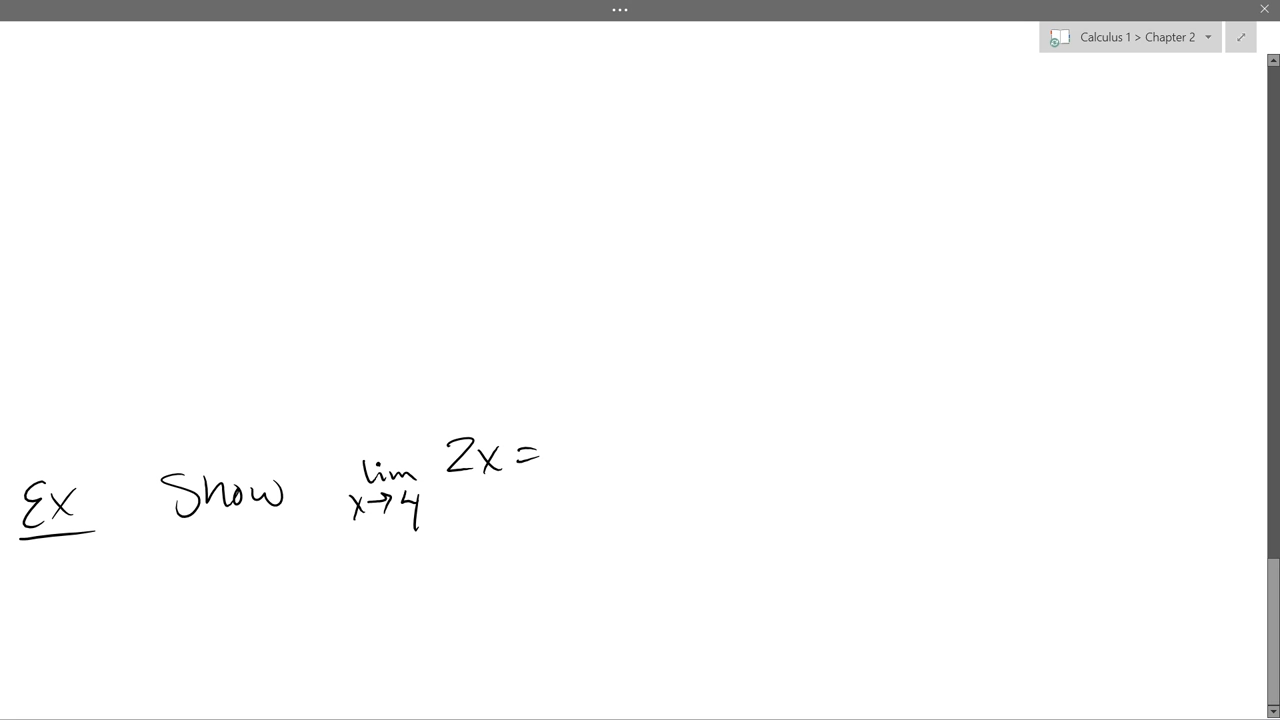 Calculus 1 > Chapter 2
Ex Show lim 2x =
x→4